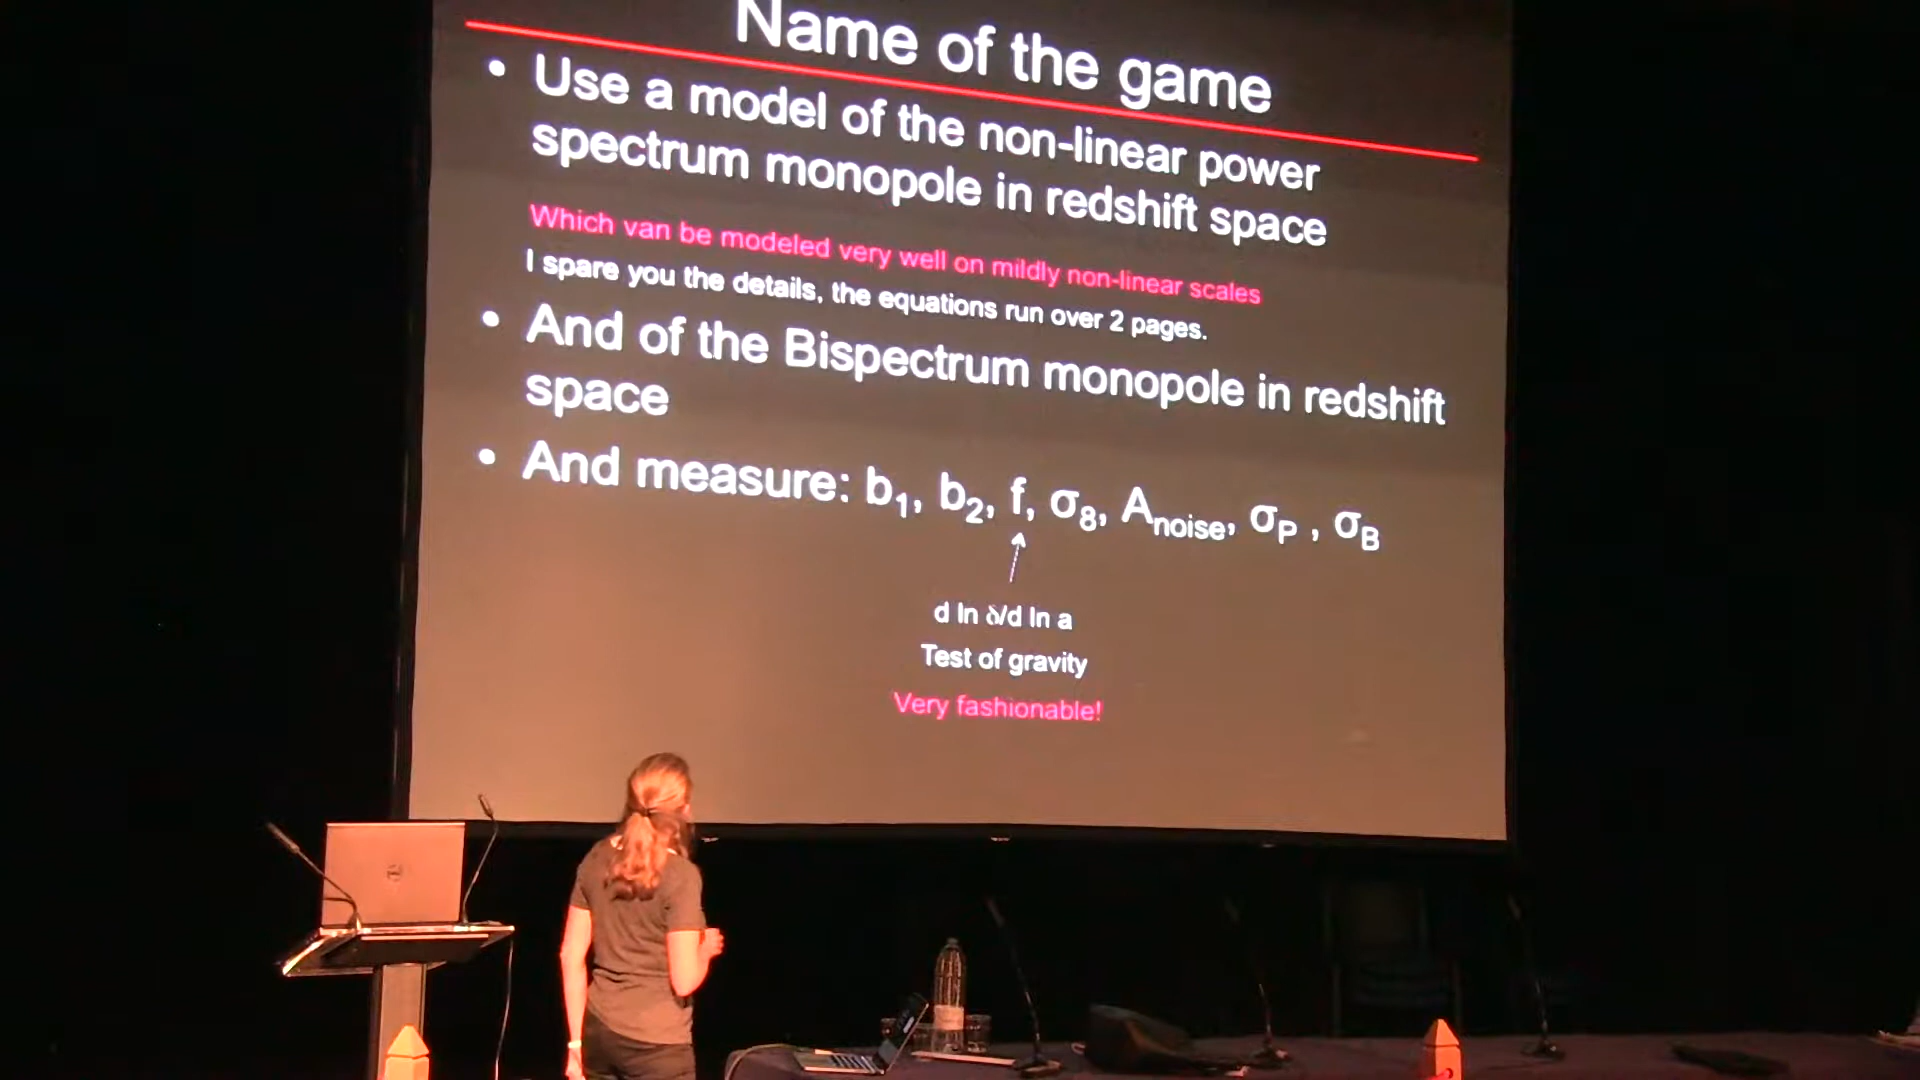 Name of the game
• Use a model of the non-linear power
spectrum monopole in redshift space
Which van be modeled very well on mildly non-linear scales
I spare you the details, the equations run over 2 pages.
• And of the Bispectrum monopole in redshift
space
• And measure: b₁, b₂, f, σ₈, Aₙₒᵢₛₑ, σ_P , σ_B
d ln δ/d ln a
Test of gravity
Very fashionable!